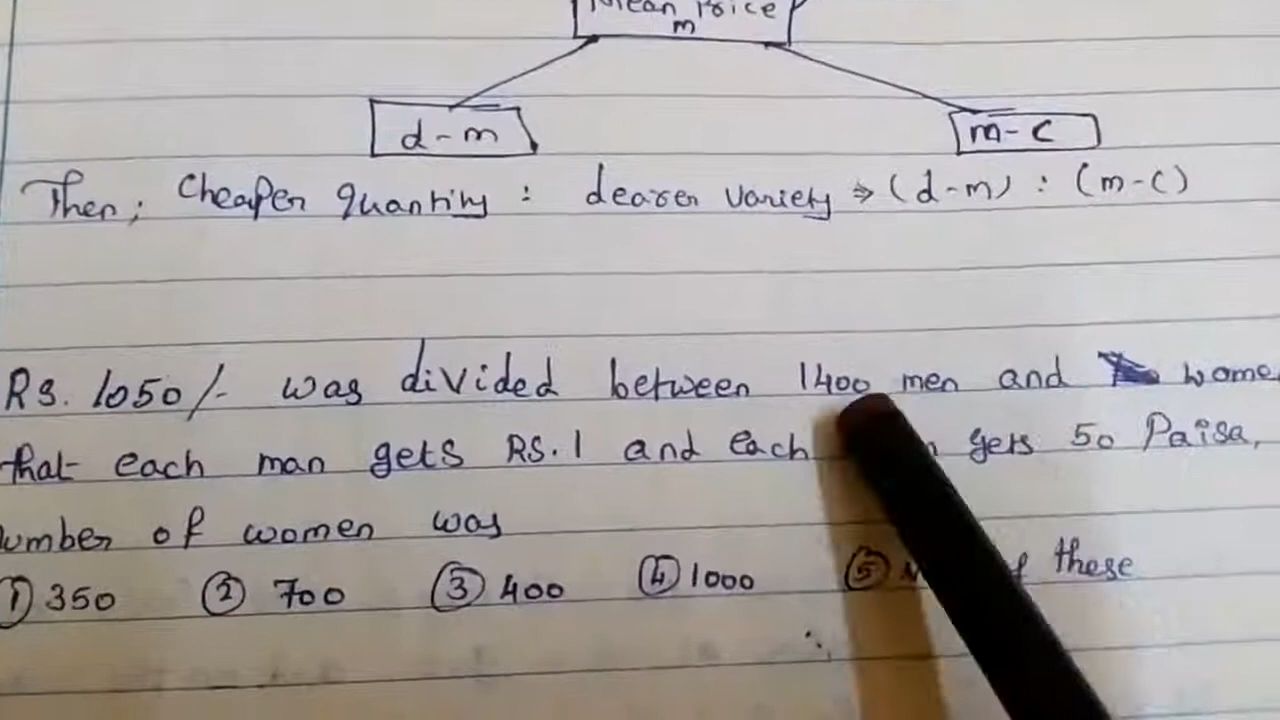 Mean Price
m
d-m
m-c
Then; Cheaper quantity : dearer variety ⇒ (d-m) : (m-c)
Rs. 1050/- was divided between 1400 men and wome
that each man gets RS. 1 and each gets 50 Paisa,
umber of women was
① 350 ② 700 ③ 400 ④ 1000 ⑤ these